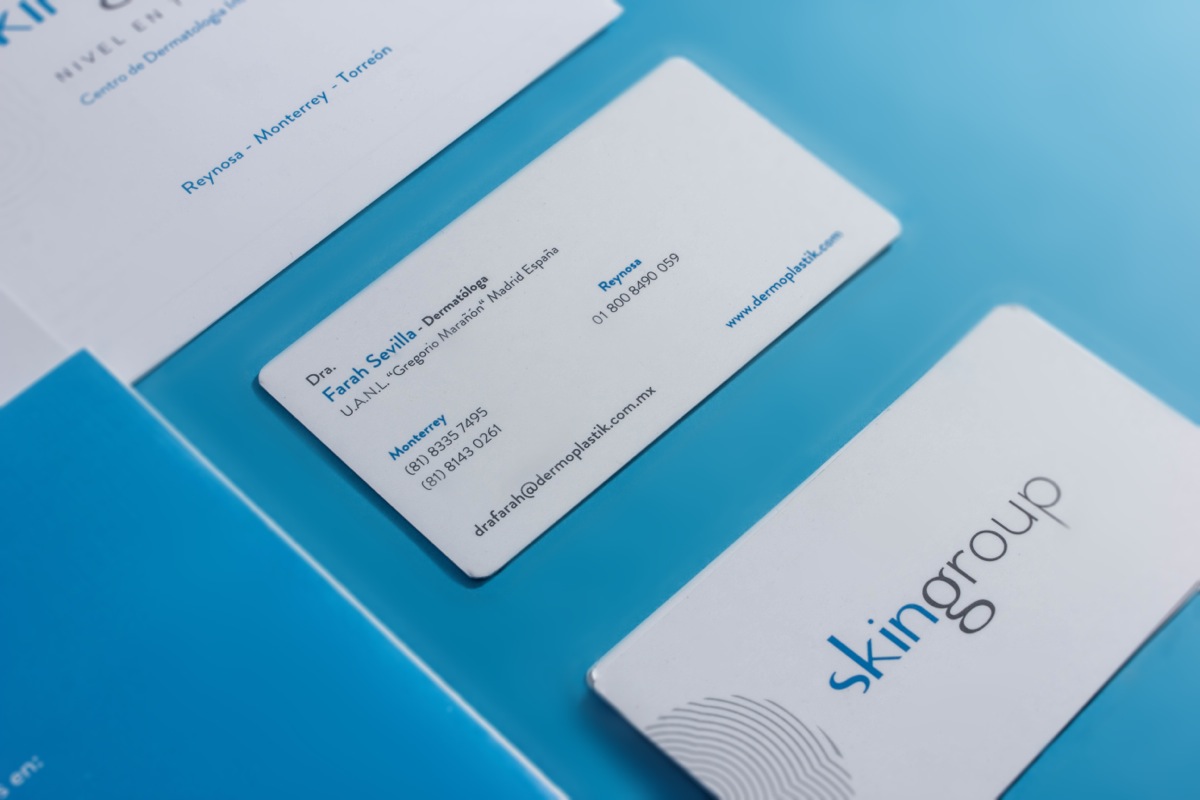 NIVEL EN
Centro de Dermatología
Reynosa - Monterrey - Torreón
Dra.
Farah Sevilla - Dermatóloga
U.A.N.L. "Gregorio Marañón" Madrid España
Monterrey
(81) 8335 7495
(81) 8143 0261
Reynosa
01 800 8490 059
drafarah@dermoplastik.com.mx
www.dermoplastik.com
skingroup
en: